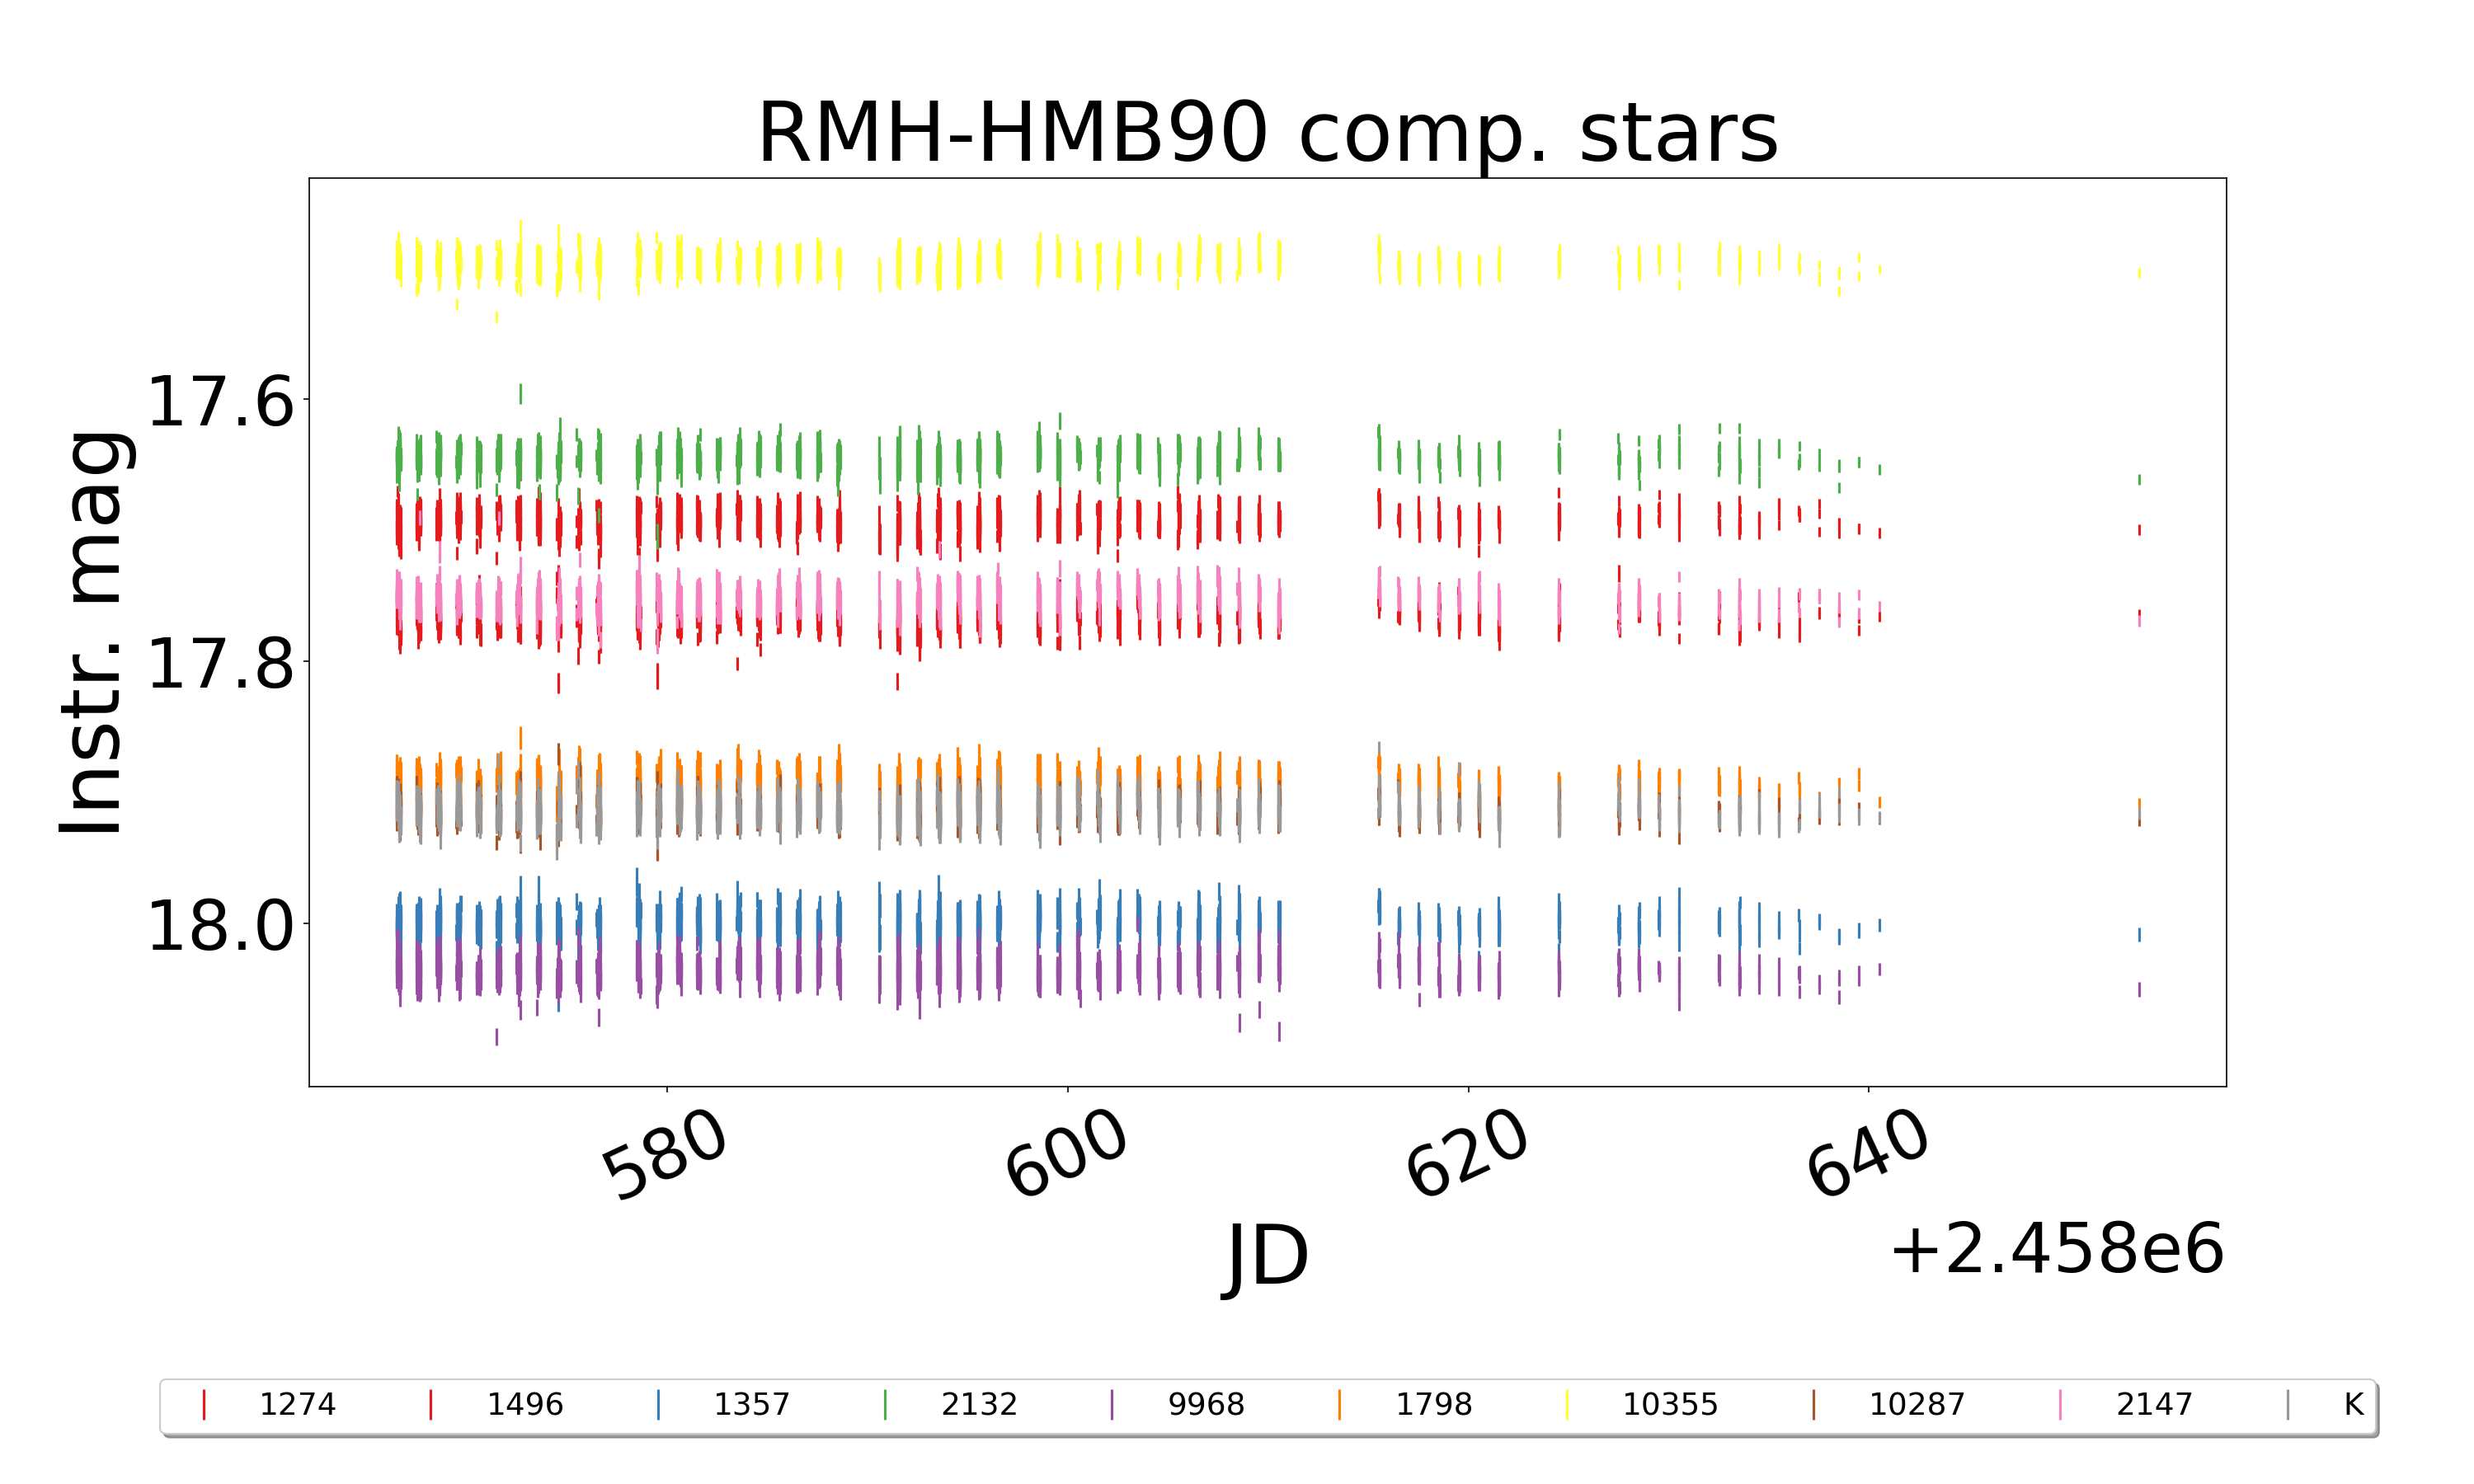 RMH-HMB90 comp. stars
Instr. mag
17.6
17.8
18.0
580 600 620 640
JD
+2.458e6
1274 1496 1357 2132 9968 1798 10355 10287 2147 K